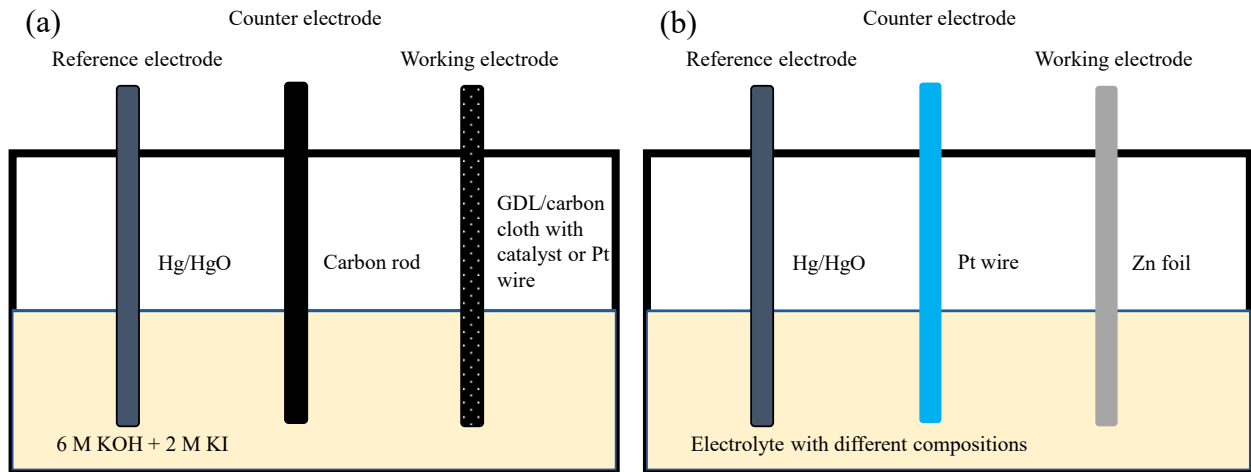 (a)
Counter electrode
Reference electrode
Working electrode
GDL/carbon
cloth with
catalyst or Pt
wire
Hg/HgO
Carbon rod
6 M KOH + 2 M KI
(b)
Counter electrode
Reference electrode
Working electrode
Hg/HgO
Pt wire
Zn foil
Electrolyte with different compositions